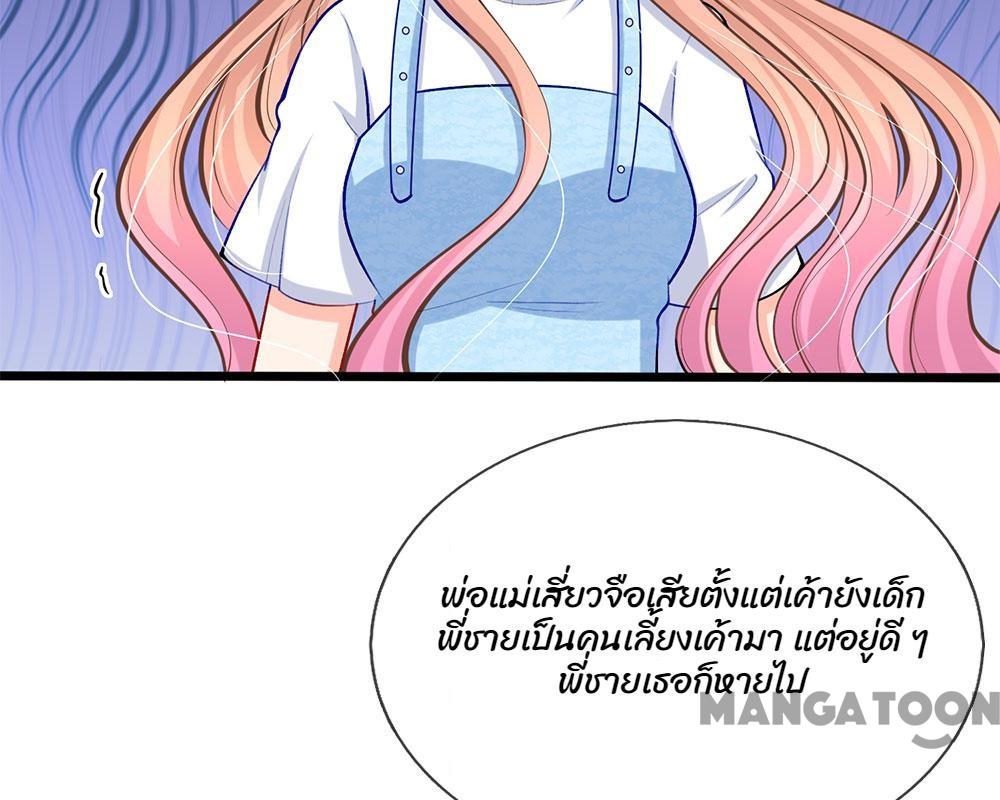 พ่อแม่เสี่ยวจือเสียตั้งแต่เค้ายังเด็ก
พี่ชายเป็นคนเลี้ยงเค้ามา แต่อยู่ดี ๆ
พี่ชายเธอก็หายไป
MANGATOON